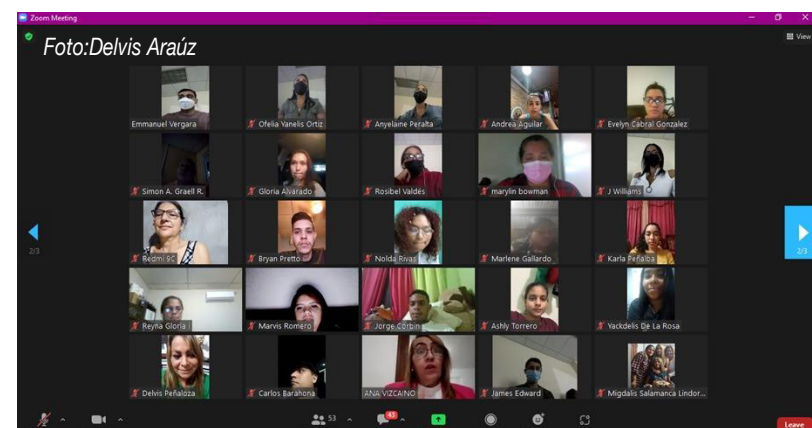 Zoom Meeting
Foto:Delvis Araúz
View
Emmanuel Vergara
Ofelia Yanelis Ortiz
Anyelaine Peralta
Andrea Aguilar
Evelyn Cabral Gonzalez
Simon A. Graell R.
Gloria Alvarado
Rosibel Valdés
marylin bowman
J Williams
2/3
Redmi 9C
Bryan Pretto
Nolda Rivas
Marlene Gallardo
Karla Peñalba
2/3
Reyna Gloria
Marvis Romero
Jorge Corbin
Ashly Torrero
Yackdelis De La Rosa
Delvis Peñaloza
Carlos Barahona
ANA VIZCAINO
James Edward
Migdalis Salamanca Lindor...
53
43
Leave